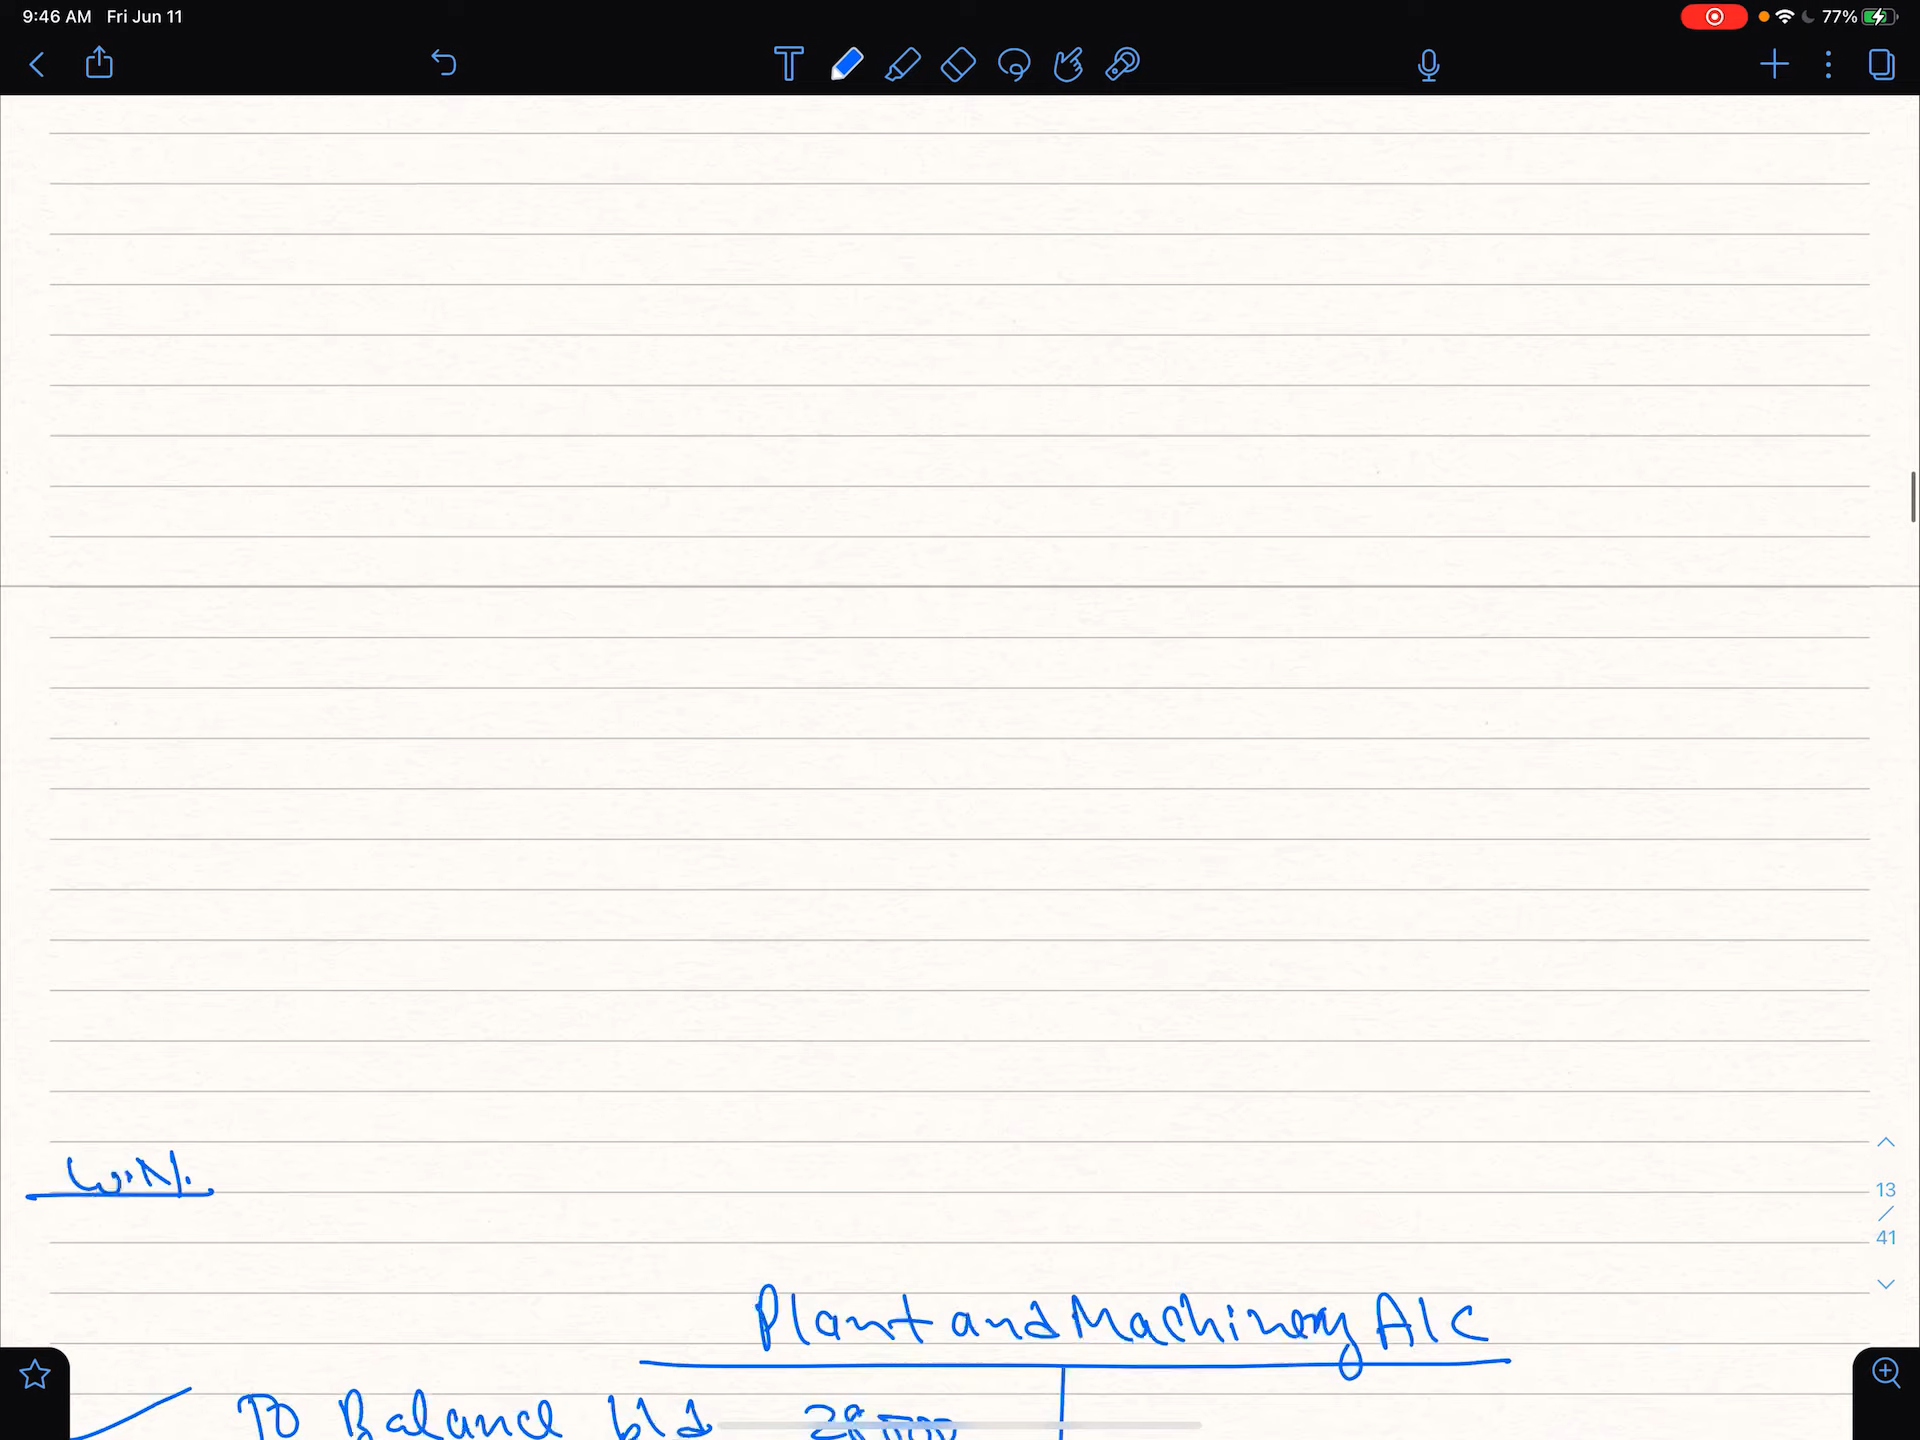 9:46 AM Fri Jun 11
77%
W.N.
13
/
41
Plant and Machinery A/c
To Balance b/d